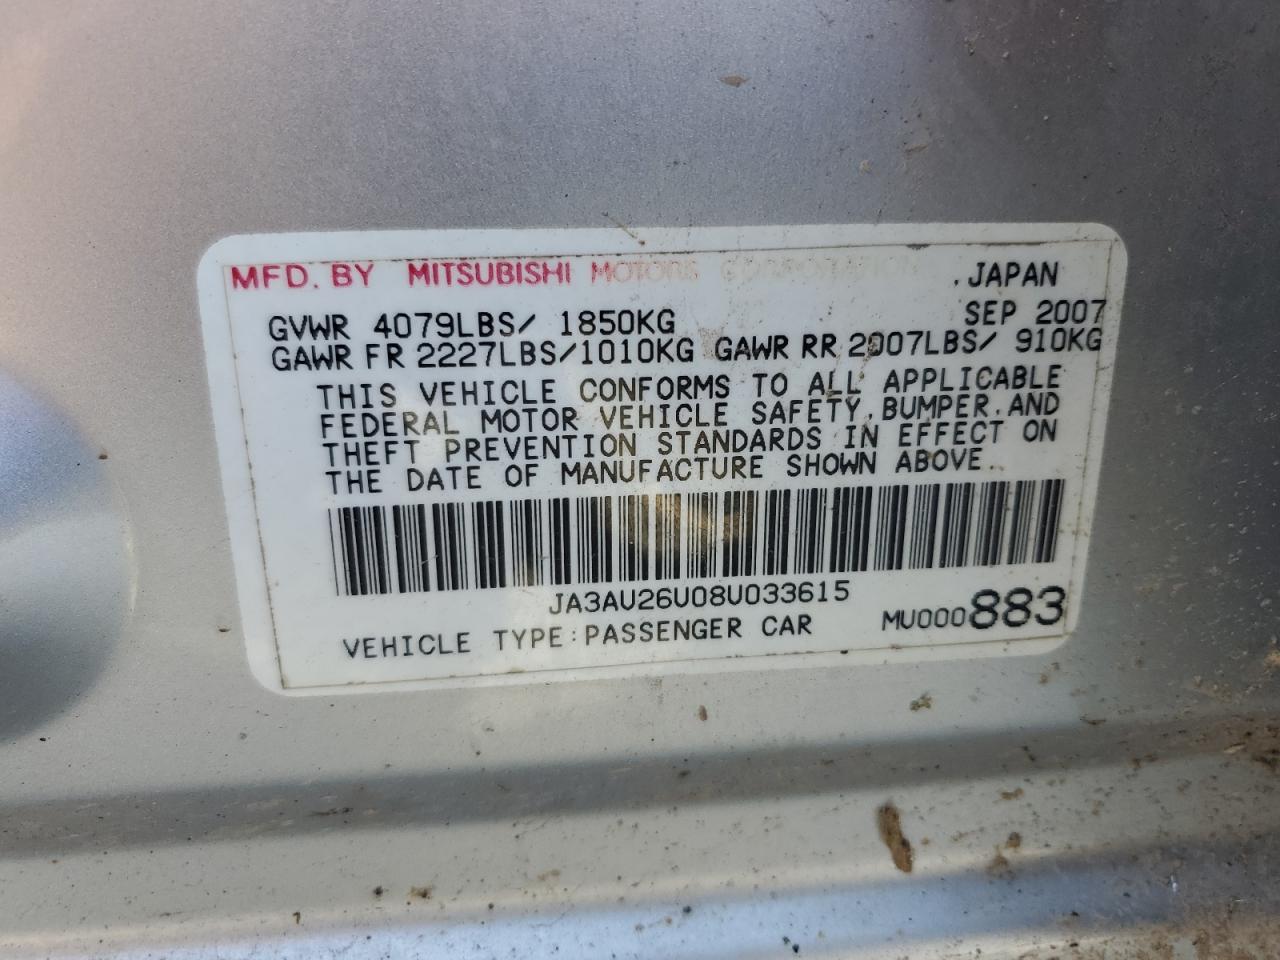 MFD. BY MITSUBISHI MOTORS CORPORATION , JAPAN
GVWR 4079LBS/ 1850KG SEP 2007
GAWR FR 2227LBS/1010KG GAWR RR 2007LBS/ 910KG
THIS VEHICLE CONFORMS TO ALL APPLICABLE
FEDERAL MOTOR VEHICLE SAFETY, BUMPER, AND
THEFT PREVENTION STANDARDS IN EFFECT ON
THE DATE OF MANUFACTURE SHOWN ABOVE.
JA3AU26U08U033615
VEHICLE TYPE:PASSENGER CAR MU000883